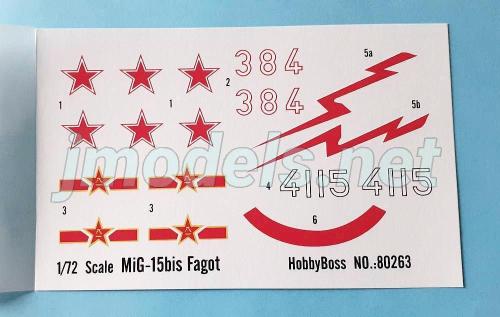 384
5a
1
1
2
384
5b
jmodels.net
4 4115 4115
3
3
6
1/72 Scale MiG-15bis Fagot
HobbyBoss NO.:80263